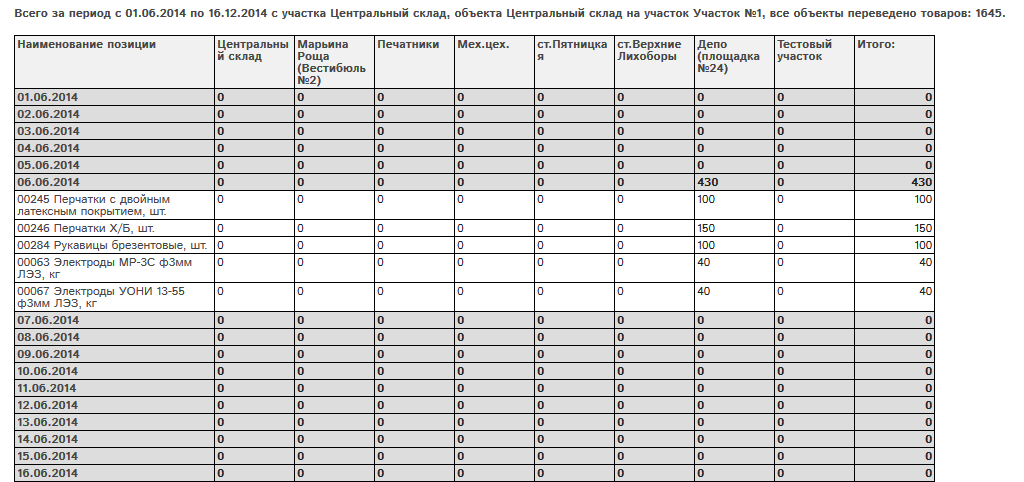 Всего за период с 01.06.2014 по 16.12.2014 с участка Центральный склад, объекта Центральный склад на участок Участок №1, все объекты переведено товаров: 1645.
Наименование позиции Центральны Марьина Печатники Мех.цех. ст.Пятницка ст.Верхние Депо Тестовый Итого:
й склад Роща я Лихоборы (площадка участок
(Вестибюль №24)
№2)
01.06.2014 0 0 0 0 0 0 0 0 0
02.06.2014 0 0 0 0 0 0 0 0 0
03.06.2014 0 0 0 0 0 0 0 0 0
04.06.2014 0 0 0 0 0 0 0 0 0
05.06.2014 0 0 0 0 0 0 0 0 0
06.06.2014 0 0 0 0 0 0 430 0 430
00245 Перчатки с двойным 0 0 0 0 0 0 100 0 100
латексным покрытием, шт.
00246 Перчатки Х/Б, шт. 0 0 0 0 0 0 150 0 150
00284 Рукавицы брезентовые, шт. 0 0 0 0 0 0 100 0 100
00063 Электроды МР-3С ф3мм 0 0 0 0 0 0 40 0 40
ЛЭЗ, кг
00067 Электроды УОНИ 13-55 0 0 0 0 0 0 40 0 40
ф3мм ЛЭЗ, кг
07.06.2014 0 0 0 0 0 0 0 0 0
08.06.2014 0 0 0 0 0 0 0 0 0
09.06.2014 0 0 0 0 0 0 0 0 0
10.06.2014 0 0 0 0 0 0 0 0 0
11.06.2014 0 0 0 0 0 0 0 0 0
12.06.2014 0 0 0 0 0 0 0 0 0
13.06.2014 0 0 0 0 0 0 0 0 0
14.06.2014 0 0 0 0 0 0 0 0 0
15.06.2014 0 0 0 0 0 0 0 0 0
16.06.2014 0 0 0 0 0 0 0 0 0